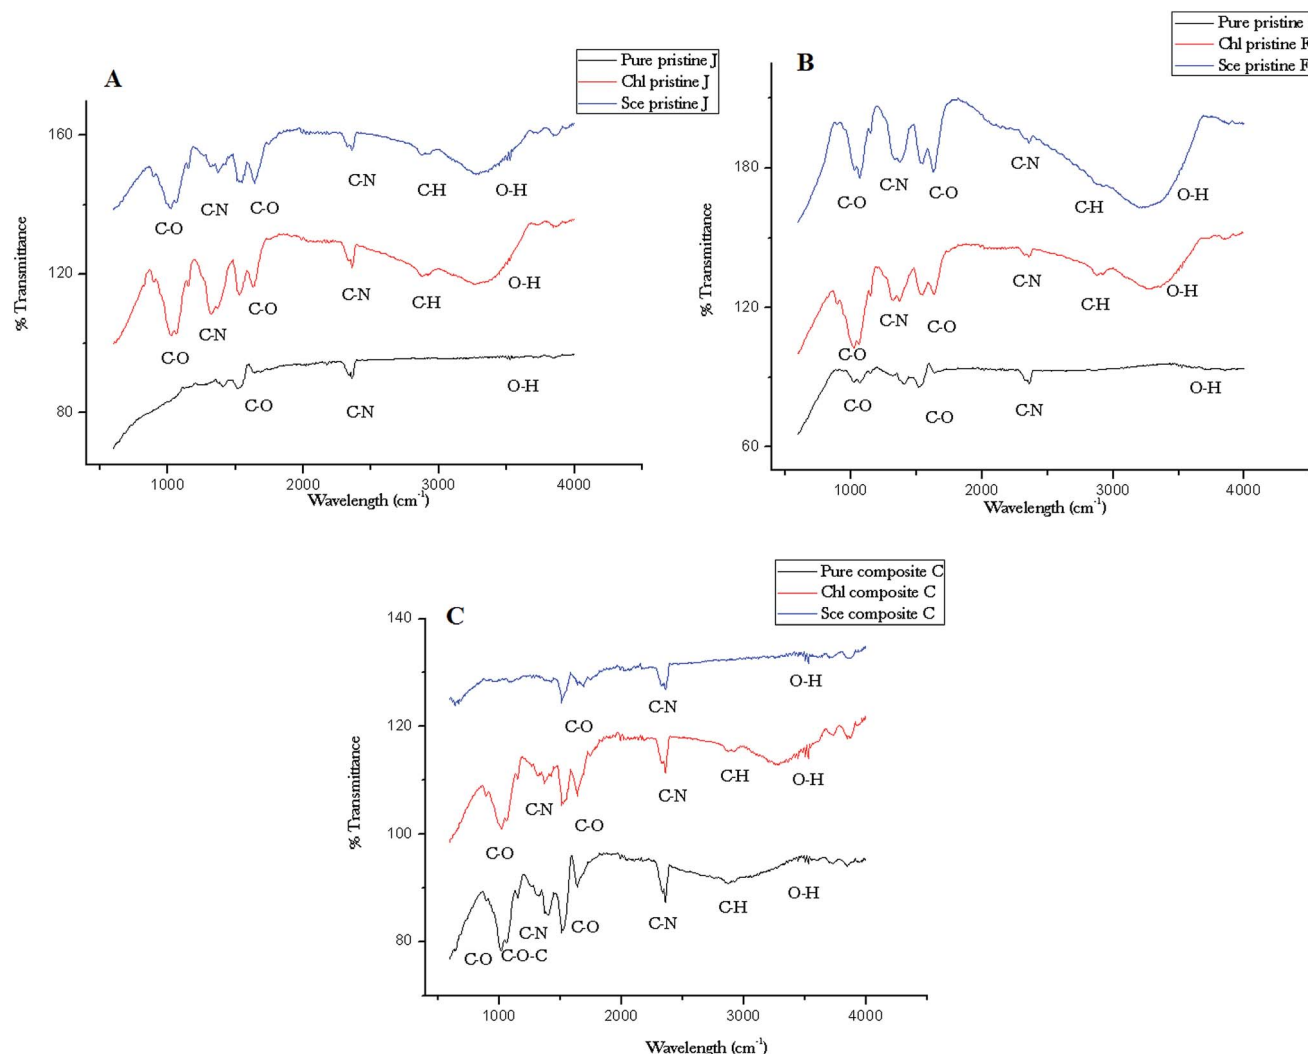 A
Pure pristine J
Chl pristine J
Sce pristine J
160
120
80
% Transmittance
C-O
C-N
C-O
C-N
C-H
O-H
C-O
C-N
C-O
C-N
C-H
O-H
C-O
C-N
O-H
1000
2000
3000
4000
Wavelength (cm-1)
B
Pure pristine
Chl pristine F
Sce pristine F
180
120
60
% Transmittance
C-O
C-N
C-O
C-N
C-H
O-H
C-O
C-N
C-O
C-N
C-H
O-H
C-O
C-O
C-N
O-H
1000
2000
3000
4000
Wavelength (cm-1)
C
Pure composite C
Chl composite C
Sce composite C
140
120
100
80
% Transmittance
C-O
C-N
O-H
C-O
C-N
C-O
C-N
C-H
O-H
C-O
C-O-C
C-N
C-O
C-N
C-H
O-H
1000
2000
3000
4000
Wavelength (cm-1)